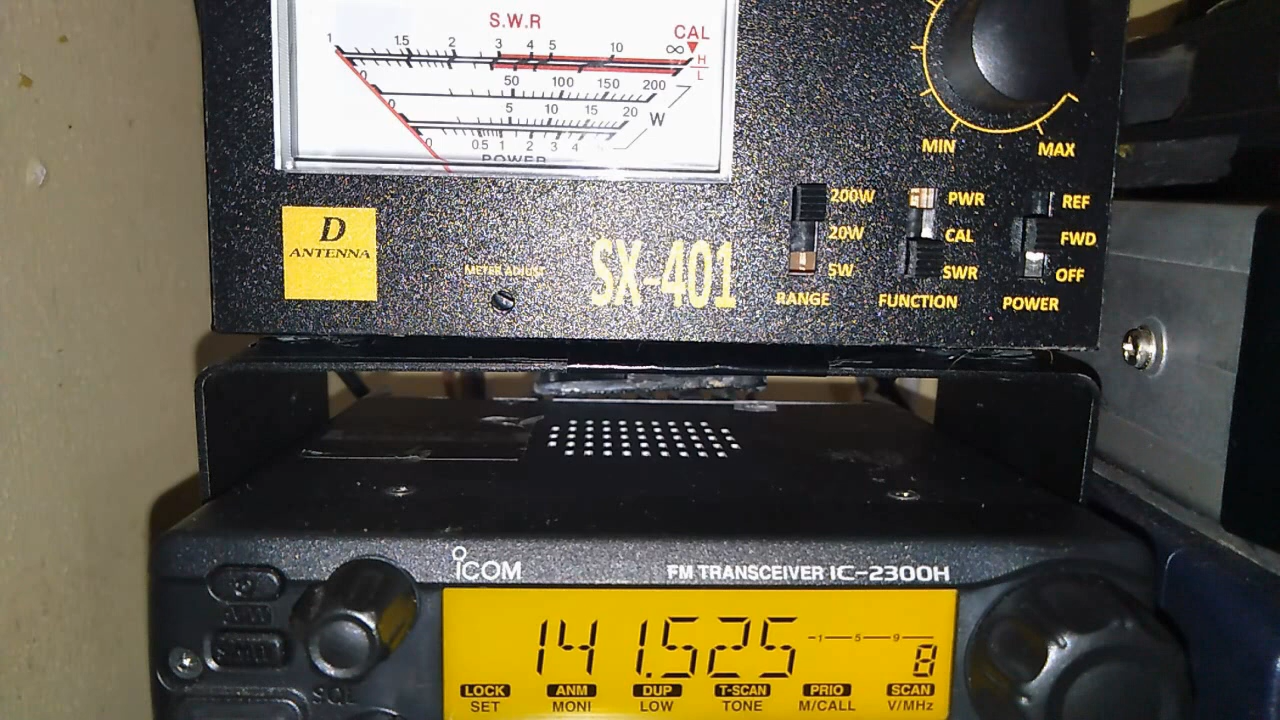 S.W.R
CAL
1 1.5 2 3 4 5 10 ∞
H
L
0 50 100 150 200
0 5 10 15 20
W
0 0.5 1 2 3 4
POWER
MIN MAX
200W PWR REF
20W CAL FWD
5W SWR OFF
RANGE FUNCTION POWER
D
ANTENNA
METER ADJUST
SX-401
ICOM
FM TRANSCEIVER IC-2300H
141.525
1 5 9
8
LOCK ANM DUP T-SCAN PRIO SCAN
SET MONI LOW TONE M/CALL V/MHz
SQL